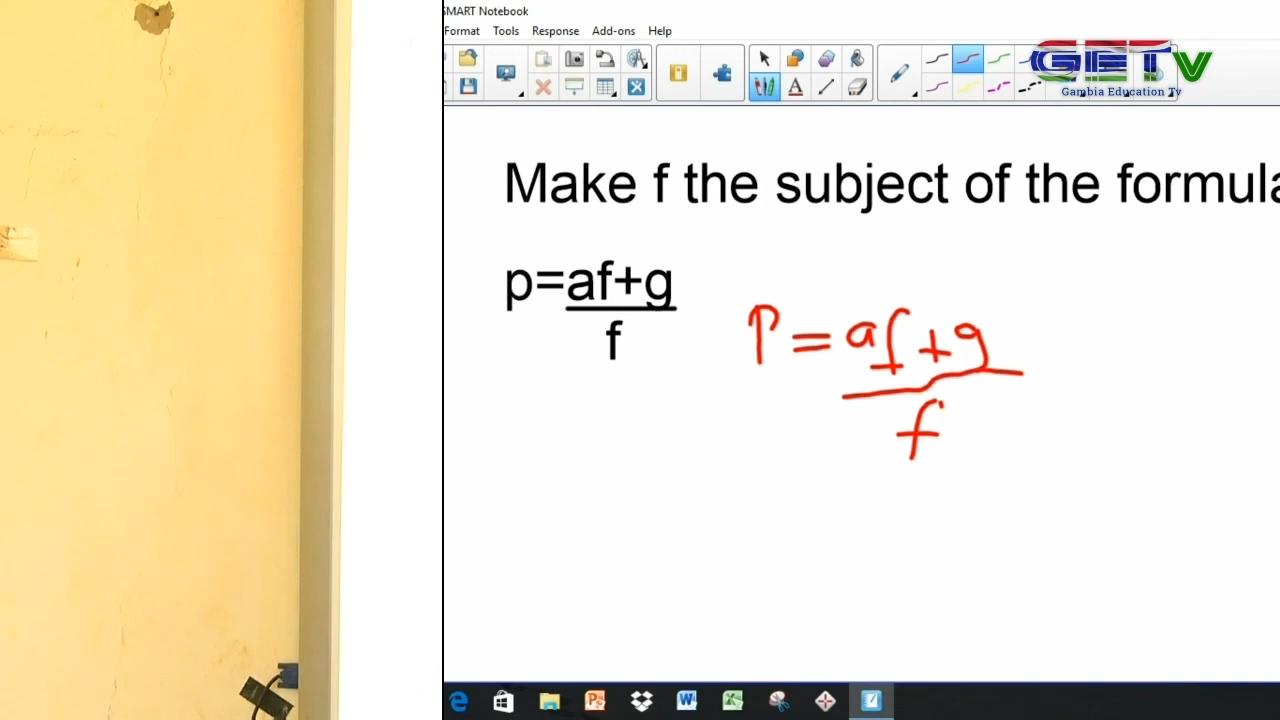 SMART Notebook
Format Tools Response Add-ons Help
GETv
Gambia Education Tv
Make f the subject of the formula
p=af+g
f
P = af+g
f